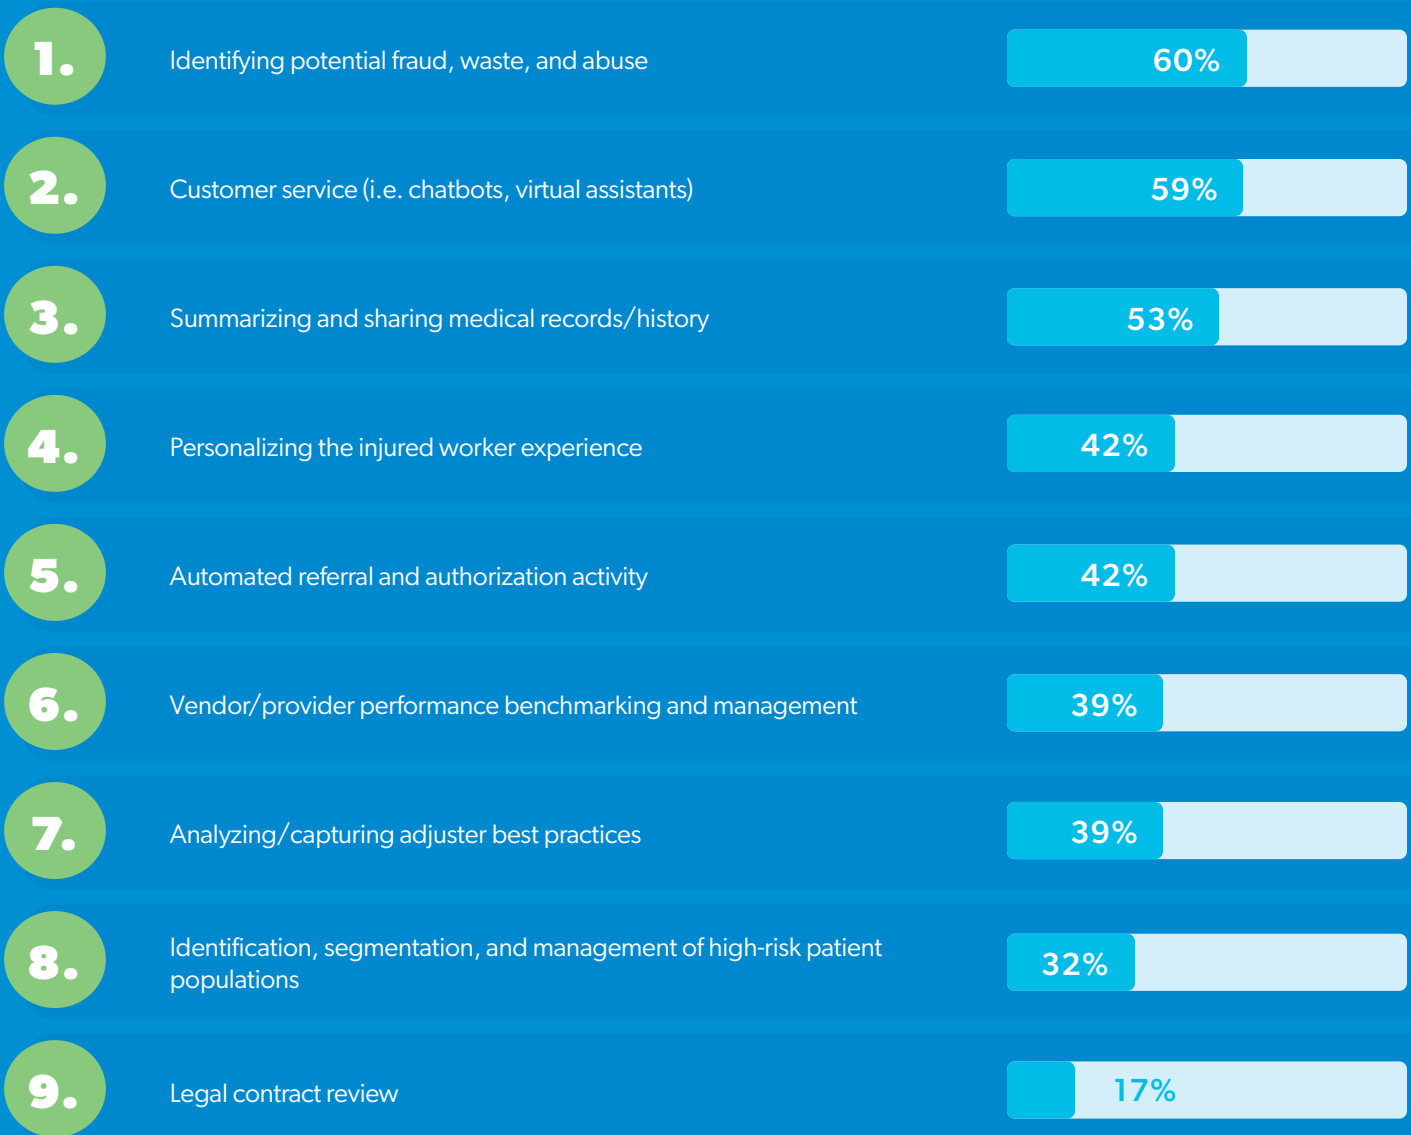 1.
Identifying potential fraud, waste, and abuse
60%
2.
Customer service (i.e. chatbots, virtual assistants)
59%
3.
Summarizing and sharing medical records/history
53%
4.
Personalizing the injured worker experience
42%
5.
Automated referral and authorization activity
42%
6.
Vendor/provider performance benchmarking and management
39%
7.
Analyzing/capturing adjuster best practices
39%
8.
Identification, segmentation, and management of high-risk patient
populations
32%
9.
Legal contract review
17%